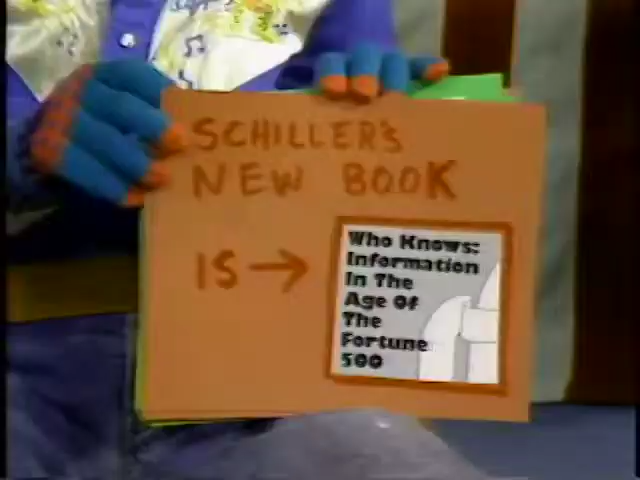 SCHILLER'S
NEW BOOK
IS →
Who Knows:
Information
In The
Age Of
The
Fortune
500